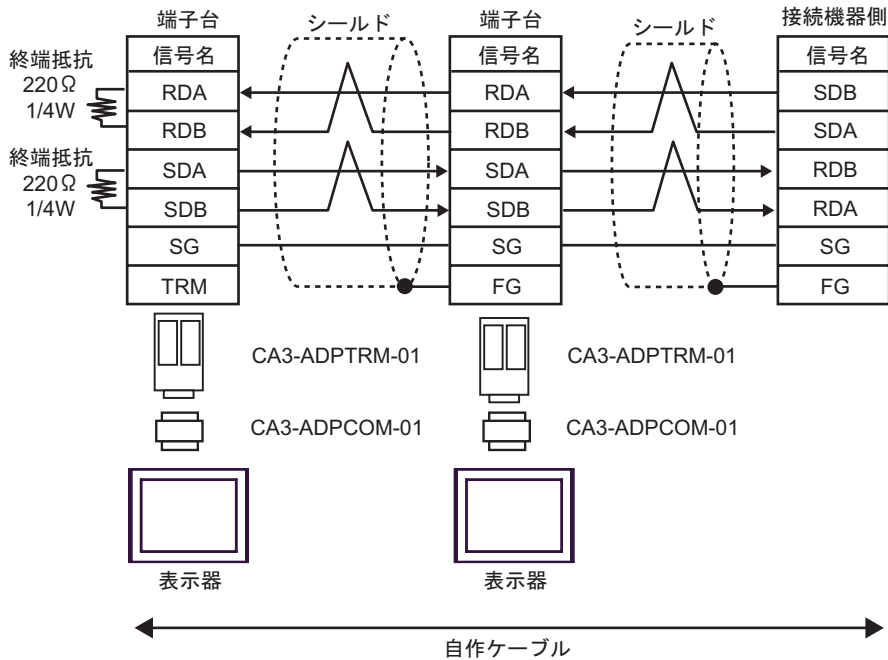 端子台
シールド
端子台
シールド
接続機器側
終端抵抗
220Ω
1/4W
終端抵抗
220Ω
1/4W
信号名
RDA
RDB
SDA
SDB
SG
TRM
信号名
RDA
RDB
SDA
SDB
SG
FG
信号名
SDB
SDA
RDB
RDA
SG
FG
CA3-ADPTRM-01
CA3-ADPTRM-01
CA3-ADPCOM-01
CA3-ADPCOM-01
表示器
表示器
自作ケーブル